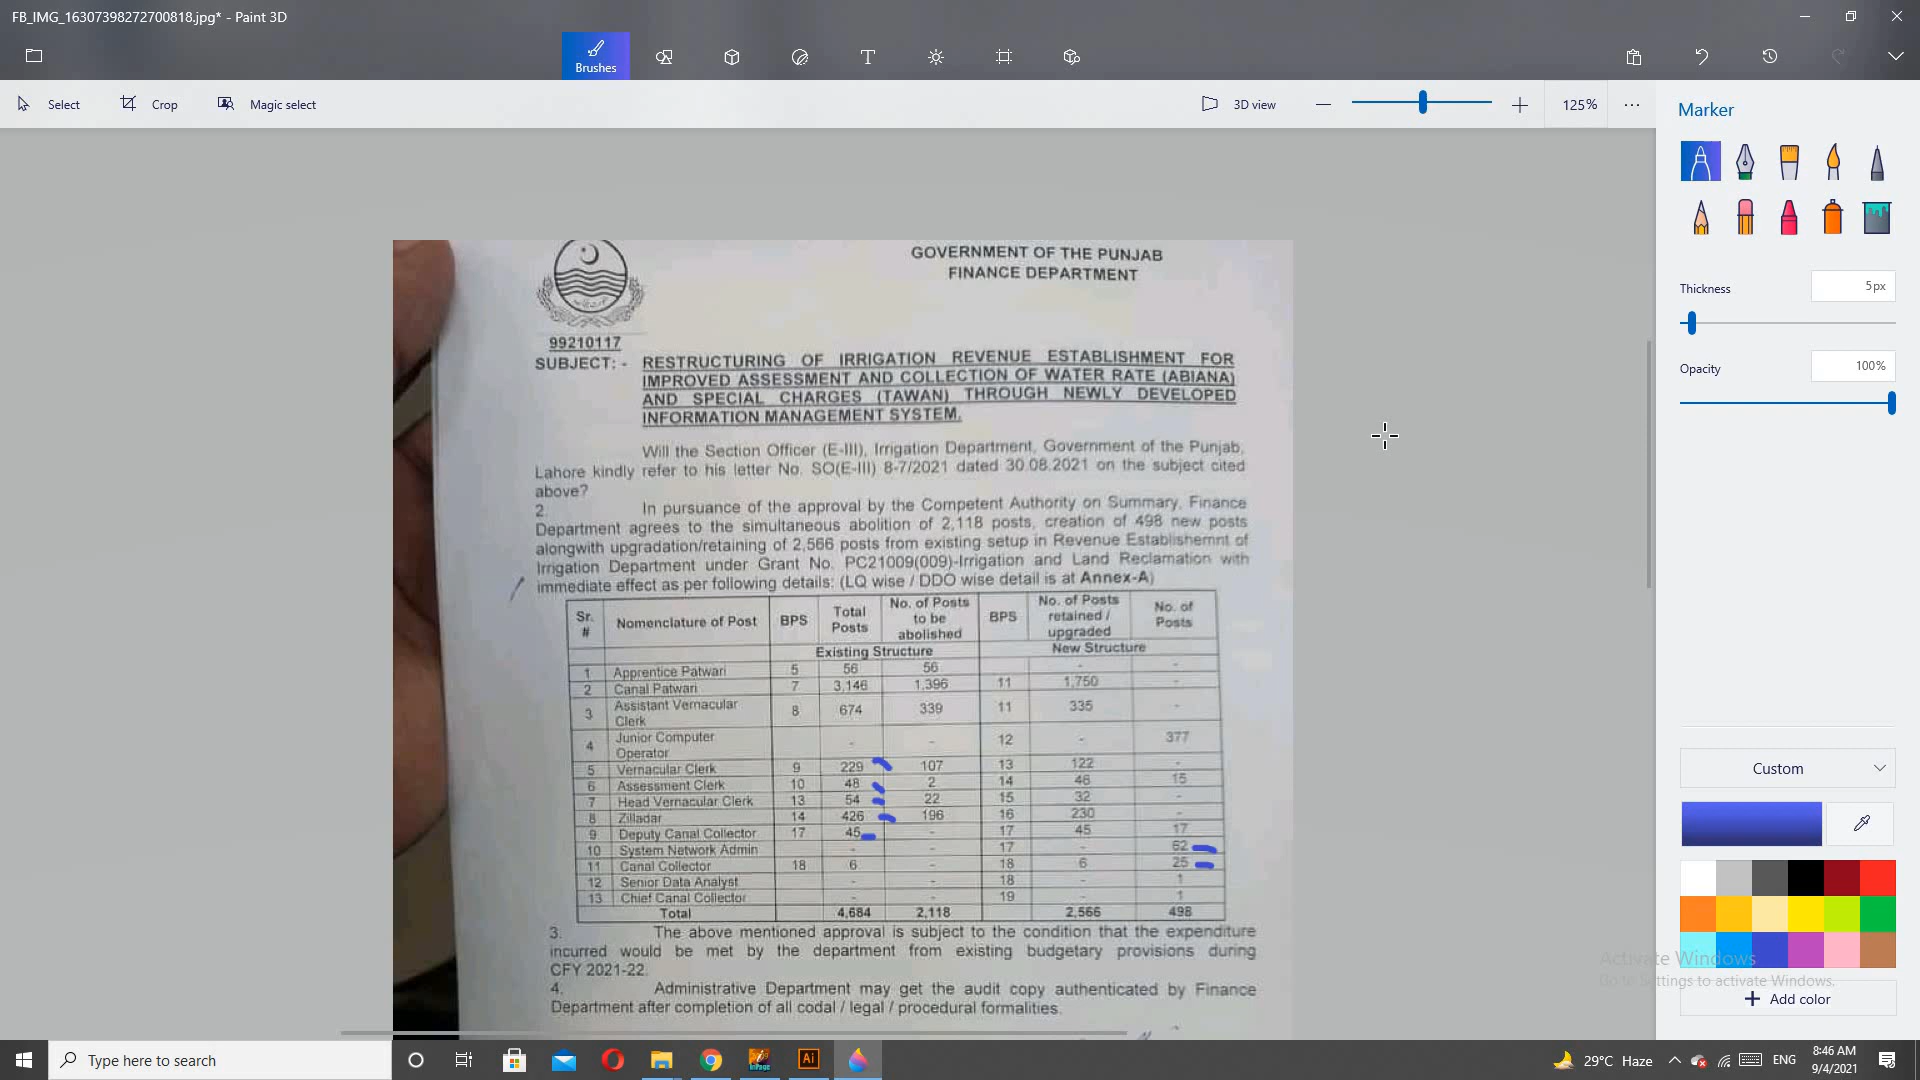 FB_IMG_16307398272700818.jpg* - Paint 3D
Brushes
Select
Crop
Magic select
3D view
125%
Marker
Thickness
5px
Opacity
100%
GOVERNMENT OF THE PUNJAB
FINANCE DEPARTMENT
99210117
SUBJECT: - RESTRUCTURING OF IRRIGATION REVENUE ESTABLISHMENT FOR
IMPROVED ASSESSMENT AND COLLECTION OF WATER RATE (ABIANA)
AND SPECIAL CHARGES (TAWAN) THROUGH NEWLY DEVELOPED
INFORMATION MANAGEMENT SYSTEM.
Will the Section Officer (E-III), Irrigation Department, Government of the Punjab,
Lahore kindly refer to his letter No. SO(E-III) 8-7/2021 dated 30.08.2021 on the subject cited
above?
2. In pursuance of the approval by the Competent Authority on Summary, Finance
Department agrees to the simultaneous abolition of 2,118 posts, creation of 498 new posts
alongwith upgradation/retaining of 2,566 posts from existing setup in Revenue Establishemnt of
Irrigation Department under Grant No. PC21009(009)-Irrigation and Land Reclamation with
immediate effect as per following details: (LQ wise / DDO wise detail is at Annex-A)
Sr. # Nomenclature of Post BPS Total Posts No. of Posts to be abolished BPS No. of Posts retained / upgraded No. of Posts
Existing Structure New Structure
1 Apprentice Patwari 5 56 56 - -
2 Canal Patwari 7 3,146 1,396 11 1,750 -
3 Assistant Vernacular Clerk 8 674 339 11 335 -
4 Junior Computer Operator - - 12 - 377
5 Vernacular Clerk 9 229 107 13 122 -
6 Assessment Clerk 10 48 2 14 46 15
7 Head Vernacular Clerk 13 54 22 15 32 -
8 Zilladar 14 426 196 16 230 -
9 Deputy Canal Collector 17 45 - 17 45 17
10 System Network Admin - - 17 - 62
11 Canal Collector 18 6 - 18 6 25
12 Senior Data Analyst - - 18 - 1
13 Chief Canal Collector - - 19 - 1
Total 4,684 2,118 2,566 498
3. The above mentioned approval is subject to the condition that the expenditure
incurred would be met by the department from existing budgetary provisions during
CFY 2021-22.
4. Administrative Department may get the audit copy authenticated by Finance
Department after completion of all codal / legal / procedural formalities.
Custom
Activate Windows
Go to Settings to activate Windows.
Add color
Type here to search
Ai
29°C Haze
ENG
8:46 AM
9/4/2021